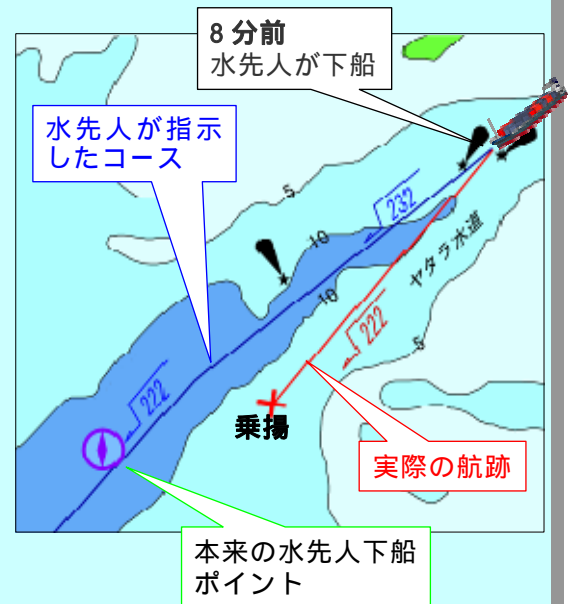 8分前
水先人が下船
水先人が指示
したコース
5
232
10
ヤタラ水道
10
222
5
222
乗揚
実際の航跡
本来の水先人下船
ポイント